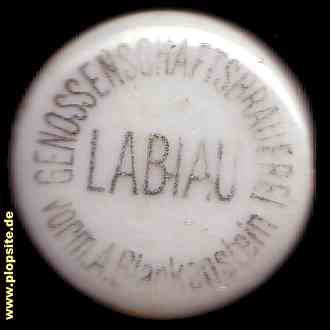 GENOSSENSCHAFTSBRAUEREI
LABIAU
vorm. A. Blankenstein
www.plopsite.de